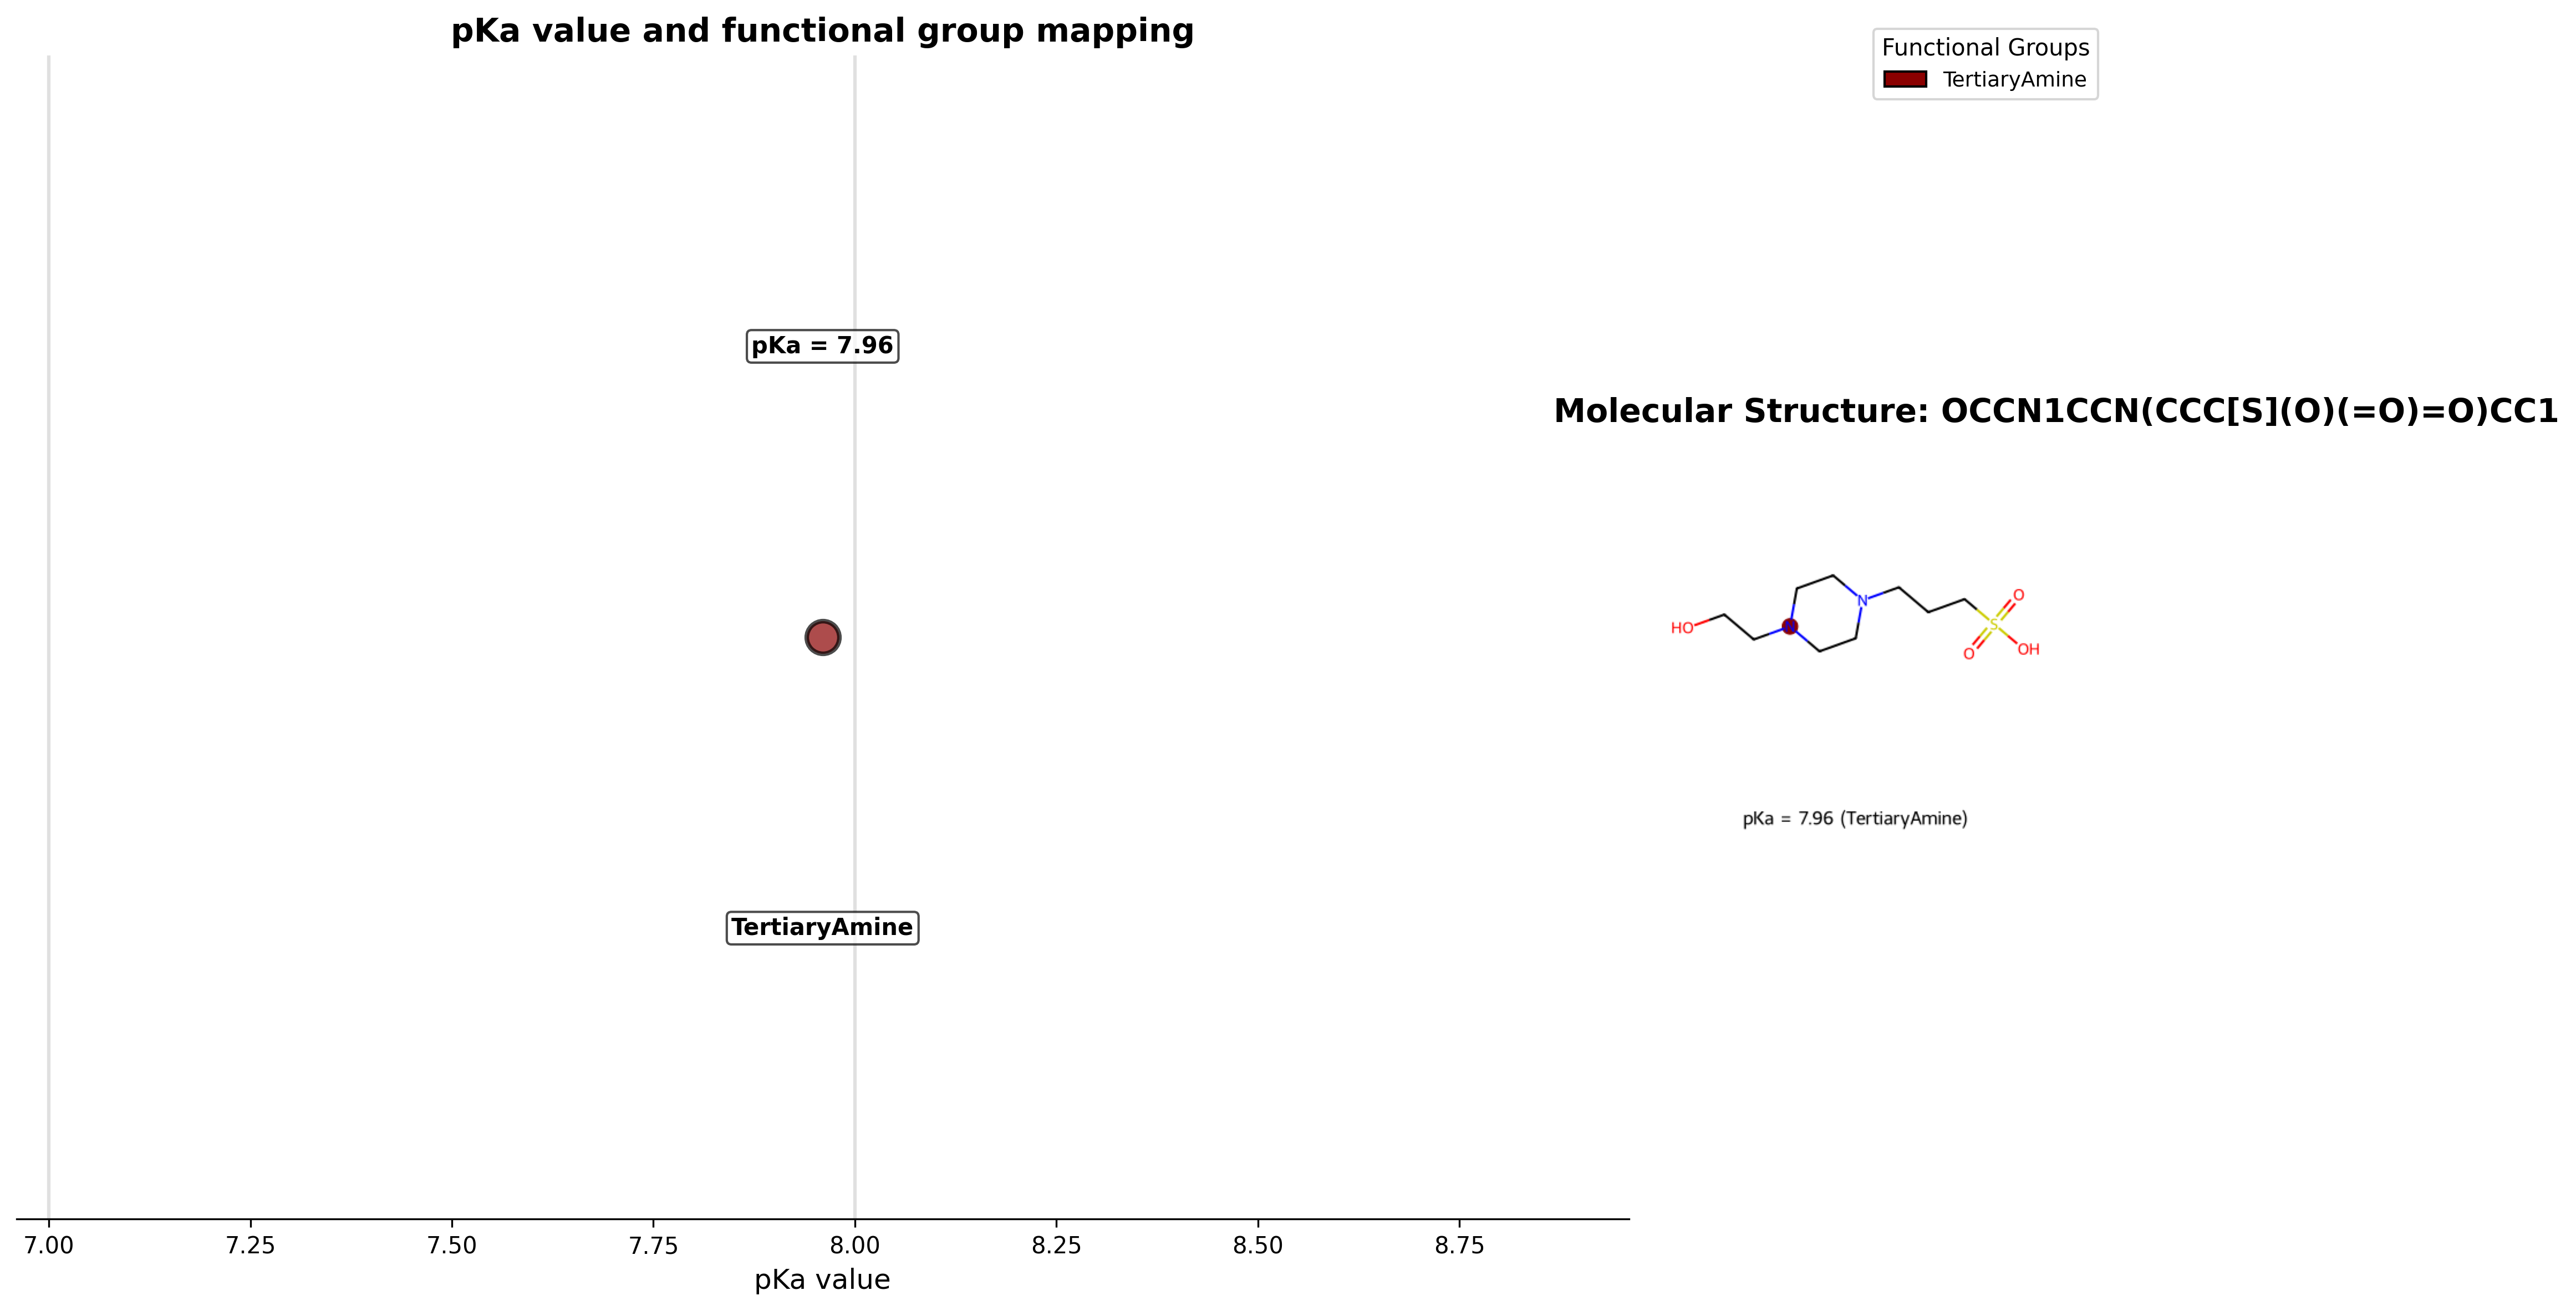 pKa value and functional group mapping
Functional Groups
TertiaryAmine
pKa = 7.96
Molecular Structure: OCCN1CCN(CCC[S](O)(=O)=O)CC1
HO
N
N
S
O
O
OH
pKa = 7.96 (TertiaryAmine)
TertiaryAmine
7.00 7.25 7.50 7.75 8.00 8.25 8.50 8.75
pKa value